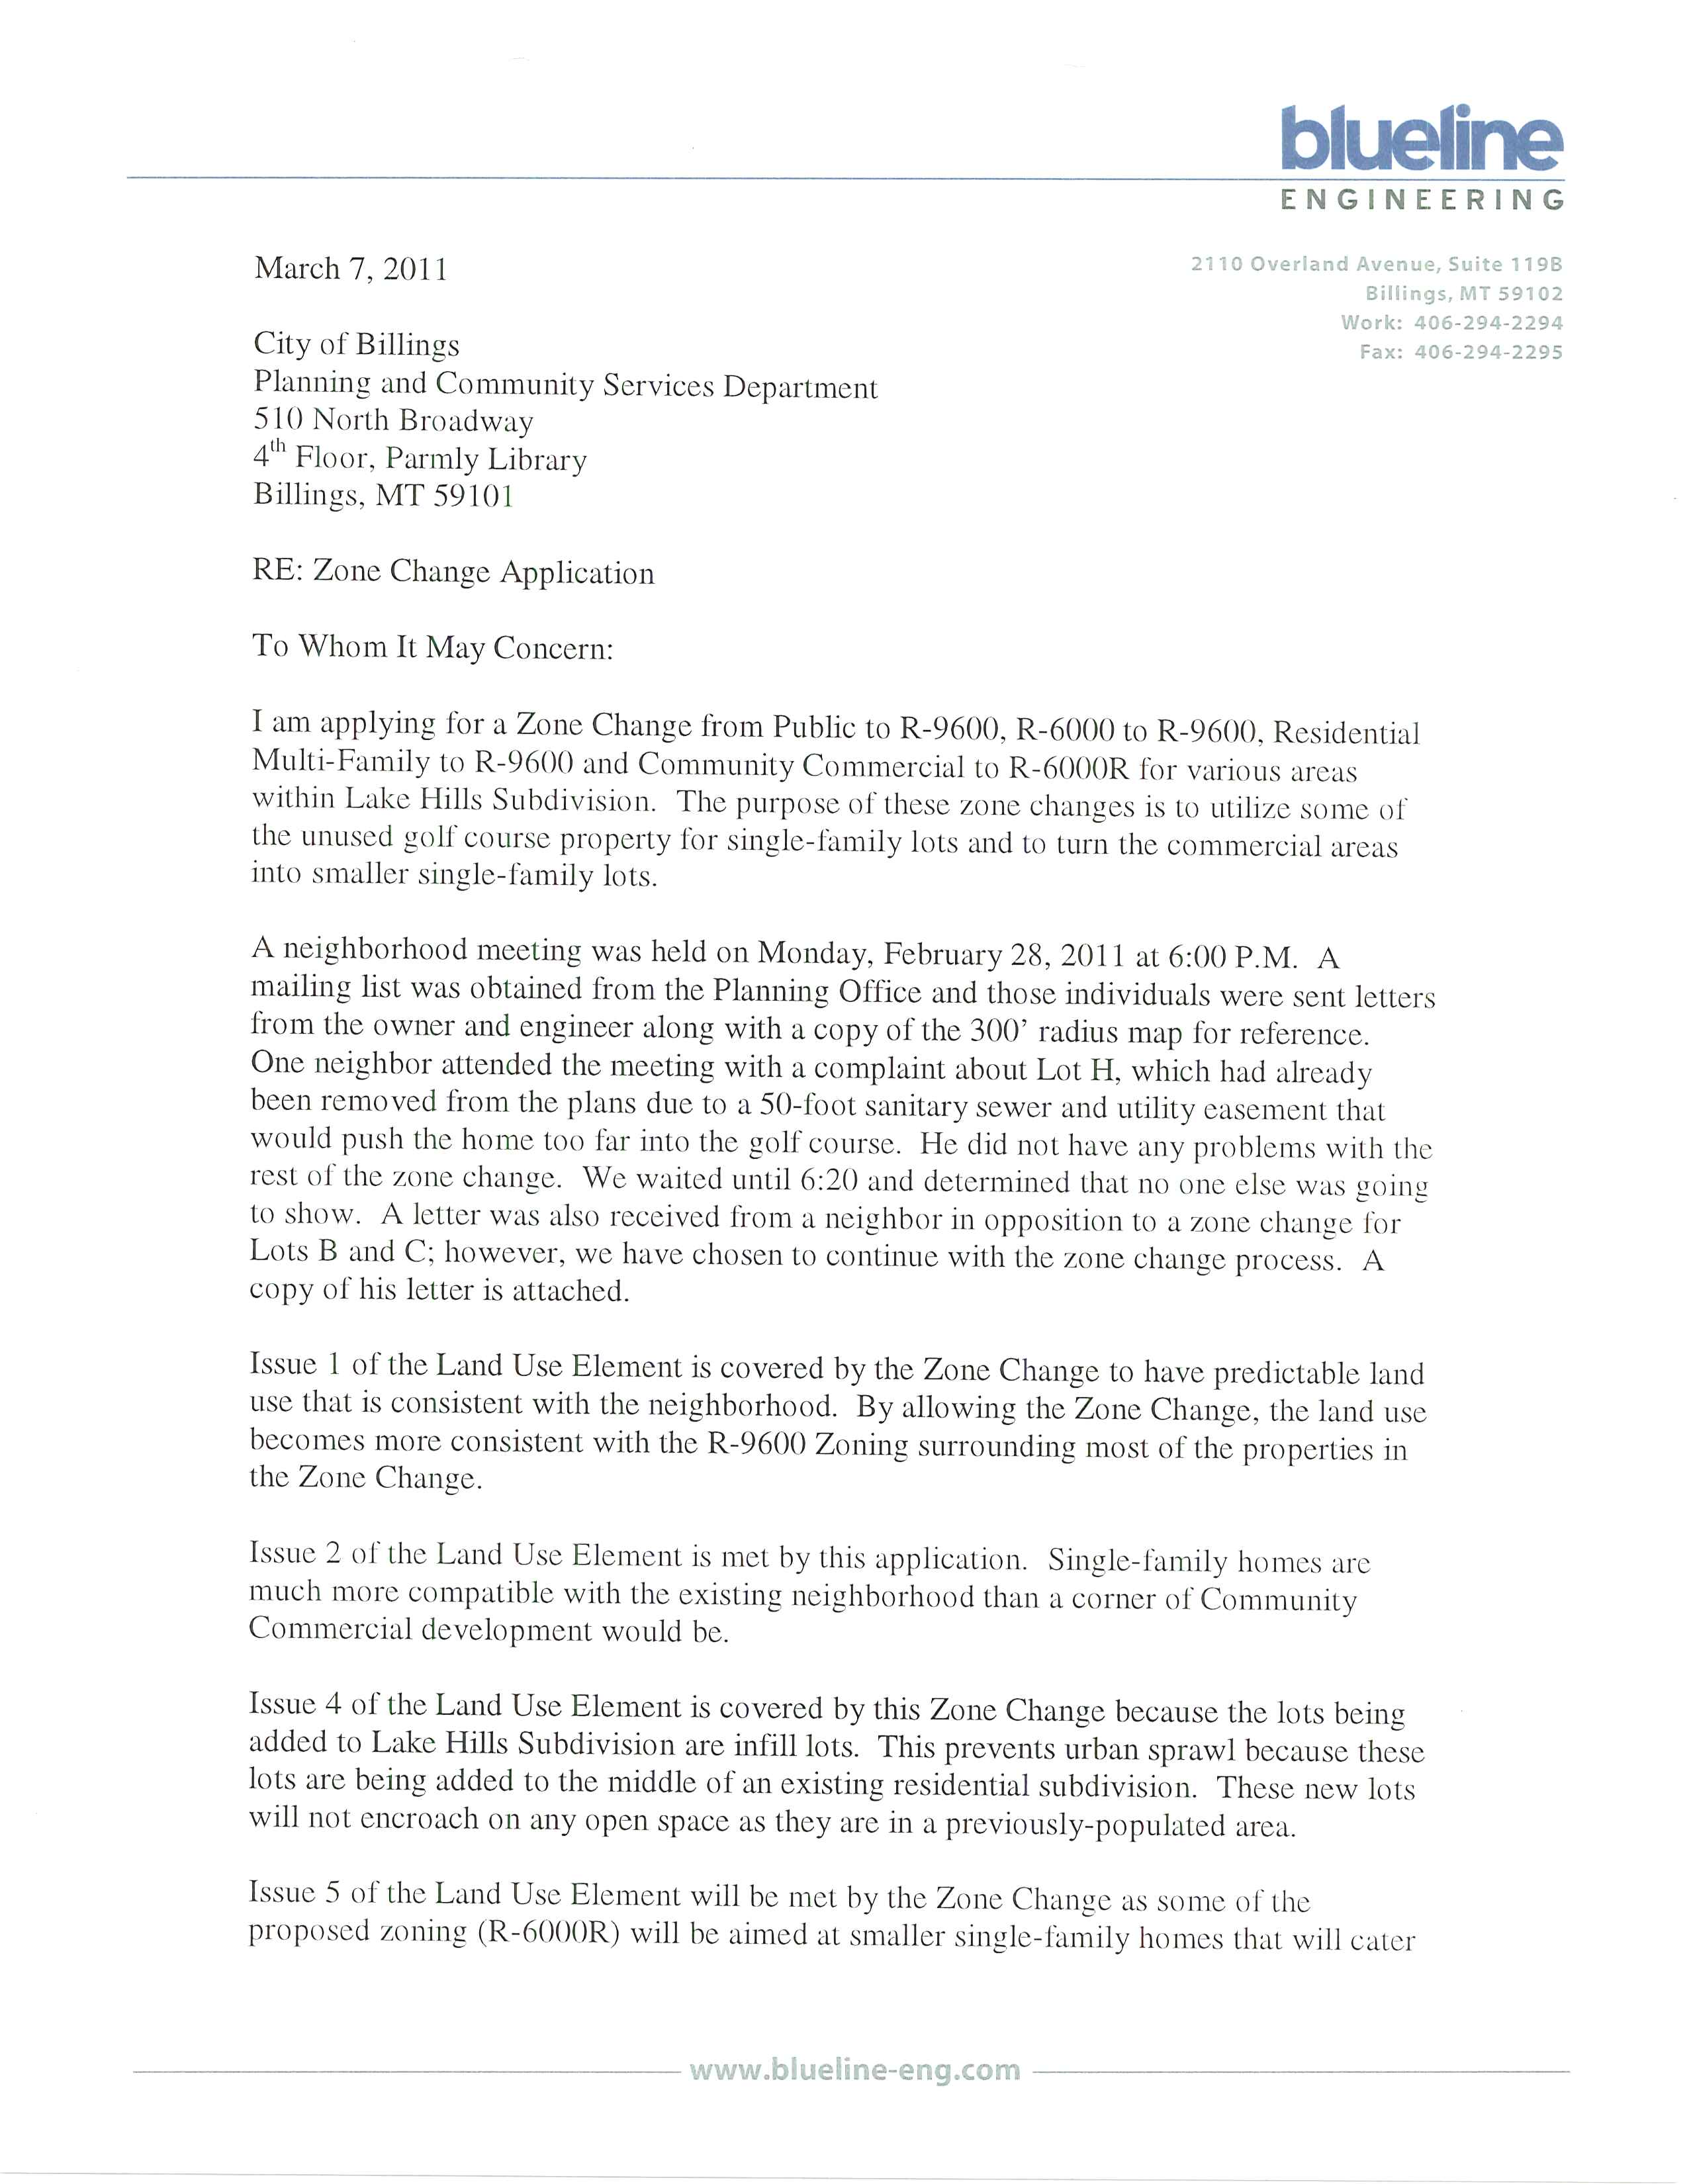 blueline
ENGINEERING
2110 Overland Avenue, Suite 119B
Billings, MT 59102
Work: 406-294-2294
Fax: 406-294-2295
March 7, 2011
City of Billings
Planning and Community Services Department
510 North Broadway
4th Floor, Parmly Library
Billings, MT 59101
RE: Zone Change Application
To Whom It May Concern:
I am applying for a Zone Change from Public to R-9600, R-6000 to R-9600, Residential
Multi-Family to R-9600 and Community Commercial to R-6000R for various areas
within Lake Hills Subdivision.  The purpose of these zone changes is to utilize some of
the unused golf course property for single-family lots and to turn the commercial areas
into smaller single-family lots.
A neighborhood meeting was held on Monday, February 28, 2011 at 6:00 P.M.  A
mailing list was obtained from the Planning Office and those individuals were sent letters
from the owner and engineer along with a copy of the 300’ radius map for reference.
One neighbor attended the meeting with a complaint about Lot H, which had already
been removed from the plans due to a 50-foot sanitary sewer and utility easement that
would push the home too far into the golf course.  He did not have any problems with the
rest of the zone change.  We waited until 6:20 and determined that no one else was going
to show.  A letter was also received from a neighbor in opposition to a zone change for
Lots B and C; however, we have chosen to continue with the zone change process.  A
copy of his letter is attached.
Issue 1 of the Land Use Element is covered by the Zone Change to have predictable land
use that is consistent with the neighborhood.  By allowing the Zone Change, the land use
becomes more consistent with the R-9600 Zoning surrounding most of the properties in
the Zone Change.
Issue 2 of the Land Use Element is met by this application.  Single-family homes are
much more compatible with the existing neighborhood than a corner of Community
Commercial development would be.
Issue 4 of the Land Use Element is covered by this Zone Change because the lots being
added to Lake Hills Subdivision are infill lots.  This prevents urban sprawl because these
lots are being added to the middle of an existing residential subdivision.  These new lots
will not encroach on any open space as they are in a previously-populated area.
Issue 5 of the Land Use Element will be met by the Zone Change as some of the
proposed zoning (R-6000R) will be aimed at smaller single-family homes that will cater
www.blueline-eng.com